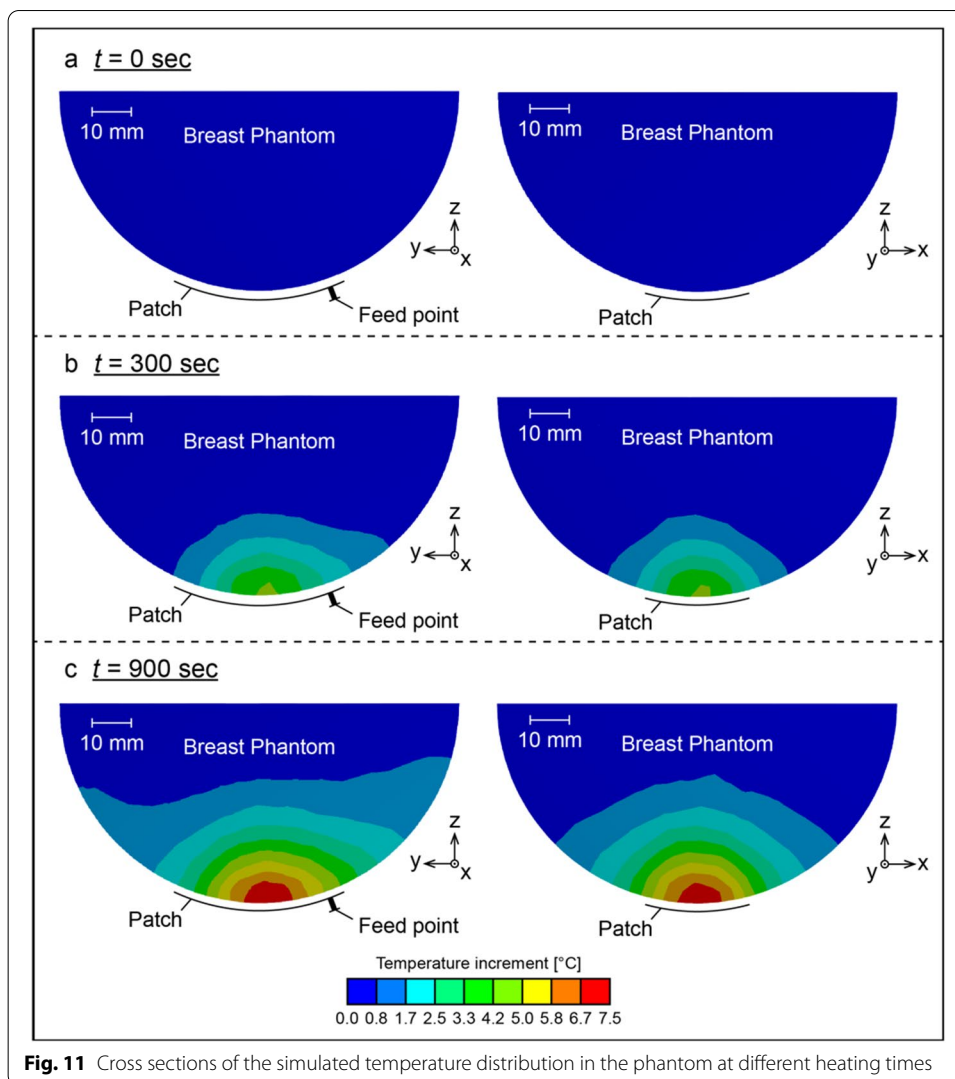 a t = 0 sec
10 mm
Breast Phantom
z
y
x
Patch
Feed point
10 mm
Breast Phantom
z
y
x
Patch
b t = 300 sec
10 mm
Breast Phantom
z
y
x
Patch
Feed point
10 mm
Breast Phantom
z
y
x
Patch
c t = 900 sec
10 mm
Breast Phantom
z
y
x
Patch
Feed point
10 mm
Breast Phantom
z
y
x
Patch
Temperature increment [°C]
0.0 0.8 1.7 2.5 3.3 4.2 5.0 5.8 6.7 7.5
Fig. 11 Cross sections of the simulated temperature distribution in the phantom at different heating times